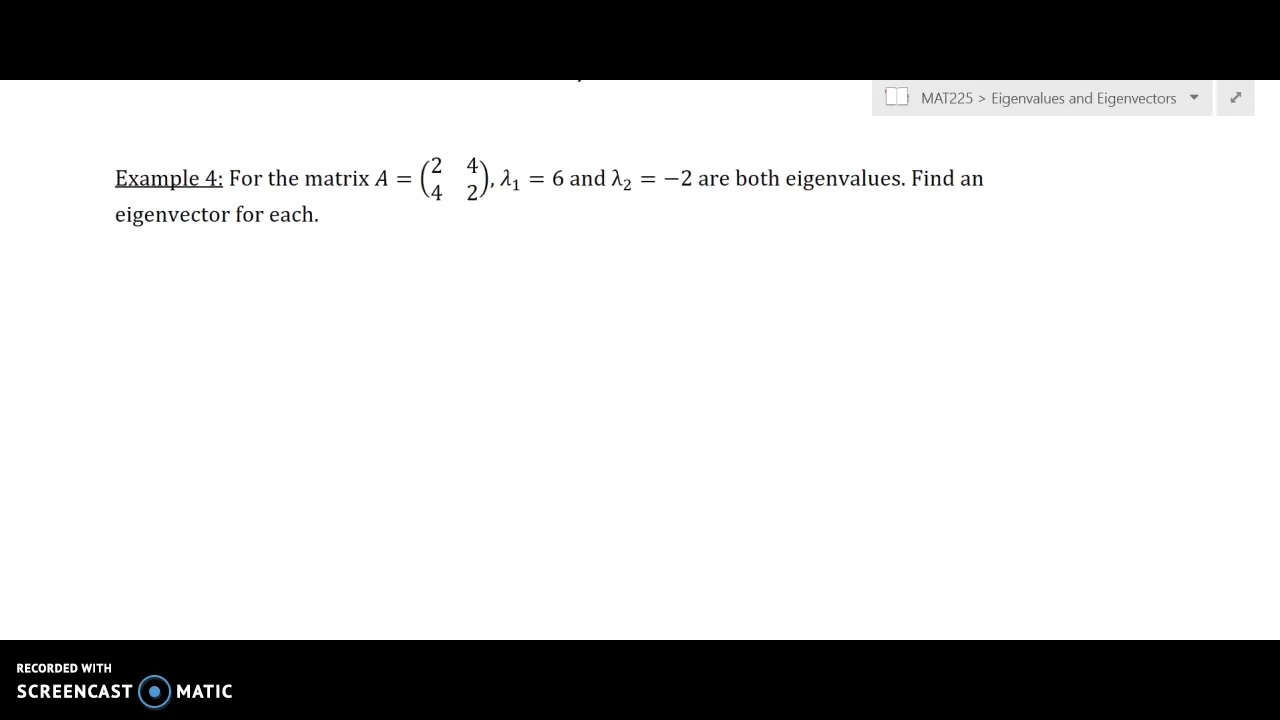 MAT225 > Eigenvalues and Eigenvectors
Example 4: For the matrix A = (2 4
4 2), λ₁ = 6 and λ₂ = −2 are both eigenvalues. Find an
eigenvector for each.
RECORDED WITH
SCREENCAST MATIC